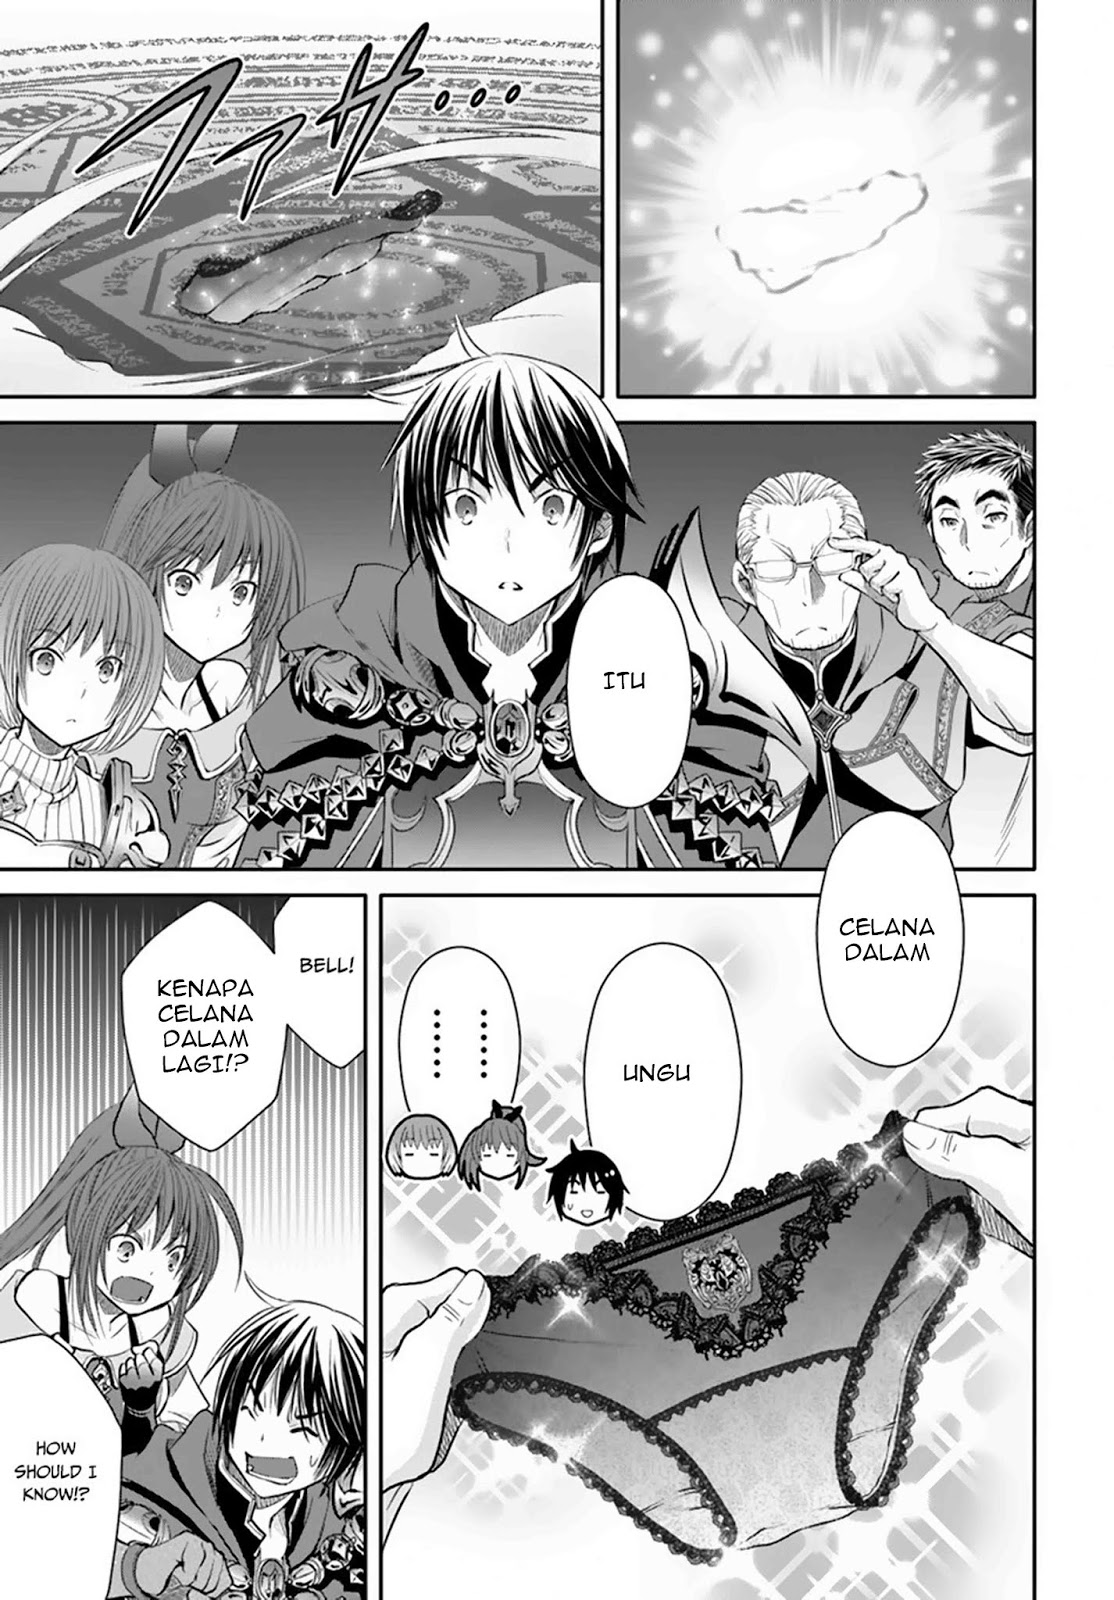 ファサ・・・
ITU
CELANA
DALAM
UNGU
・・・・・・
・・・・・・
BELL!
KENAPA
CELANA
DALAM
LAGI!?
HOW
SHOULD I
KNOW!?